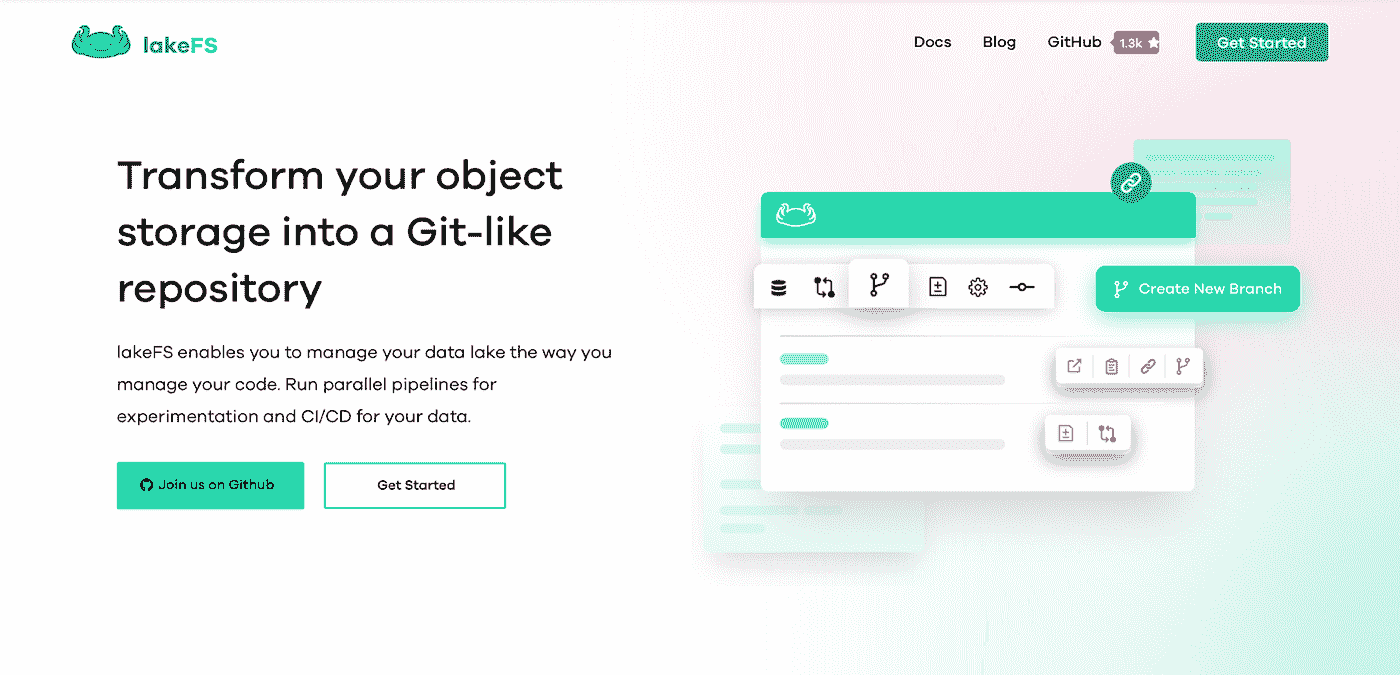 lakeFS
Docs Blog GitHub 1.3k Get Started
Transform your object
storage into a Git-like
repository
Create New Branch
lakeFS enables you to manage your data lake the way you
manage your code. Run parallel pipelines for
experimentation and CI/CD for your data.
Join us on Github Get Started